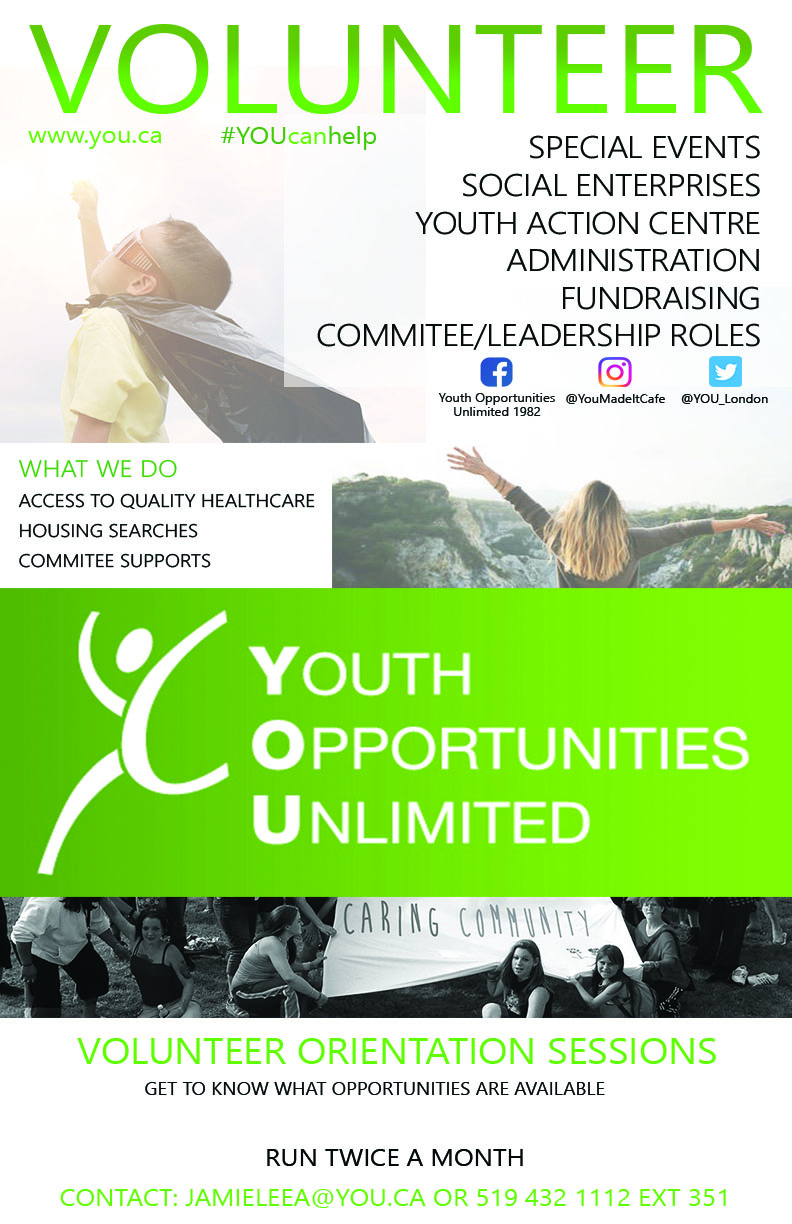 VOLUNTEER
www.you.ca #YOUcanhelp
SPECIAL EVENTS
SOCIAL ENTERPRISES
YOUTH ACTION CENTRE
ADMINISTRATION
FUNDRAISING
COMMITEE/LEADERSHIP ROLES
Youth Opportunities
Unlimited 1982
@YouMadeItCafe
@YOU_London
WHAT WE DO
ACCESS TO QUALITY HEALTHCARE
HOUSING SEARCHES
COMMITEE SUPPORTS
YOUTH
OPPORTUNITIES
UNLIMITED
CARING COMMUNITY
VOLUNTEER ORIENTATION SESSIONS
GET TO KNOW WHAT OPPORTUNITIES ARE AVAILABLE
RUN TWICE A MONTH
CONTACT: JAMIELEEA@YOU.CA OR 519 432 1112 EXT 351